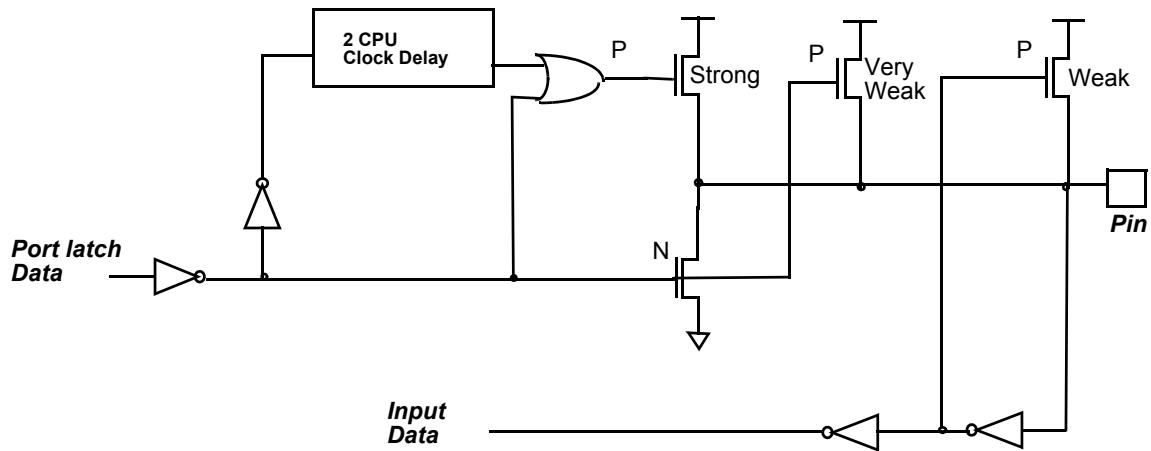 2 CPU
Clock Delay
P
Strong
P
Very
Weak
P
Weak
Pin
Port latch
Data
N
Input
Data